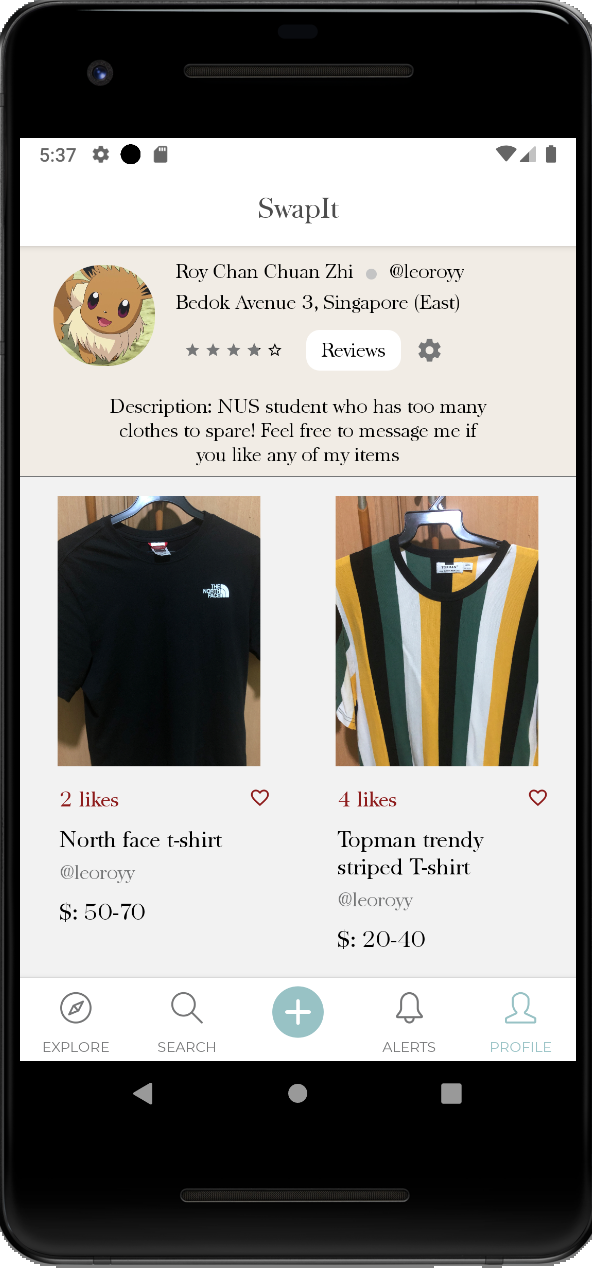 5:37
SwapIt
Roy Chan Chuan Zhi @leoroyy
Bedok Avenue 3, Singapore (East)
Reviews
Description: NUS student who has too many
clothes to spare! Feel free to message me if
you like any of my items
THE
NORTH
FACE
TOPMAN
2 likes
4 likes
North face t-shirt
@leoroyy
$: 50-70
Topman trendy
striped T-shirt
@leoroyy
$: 20-40
EXPLORE
SEARCH
ALERTS
PROFILE